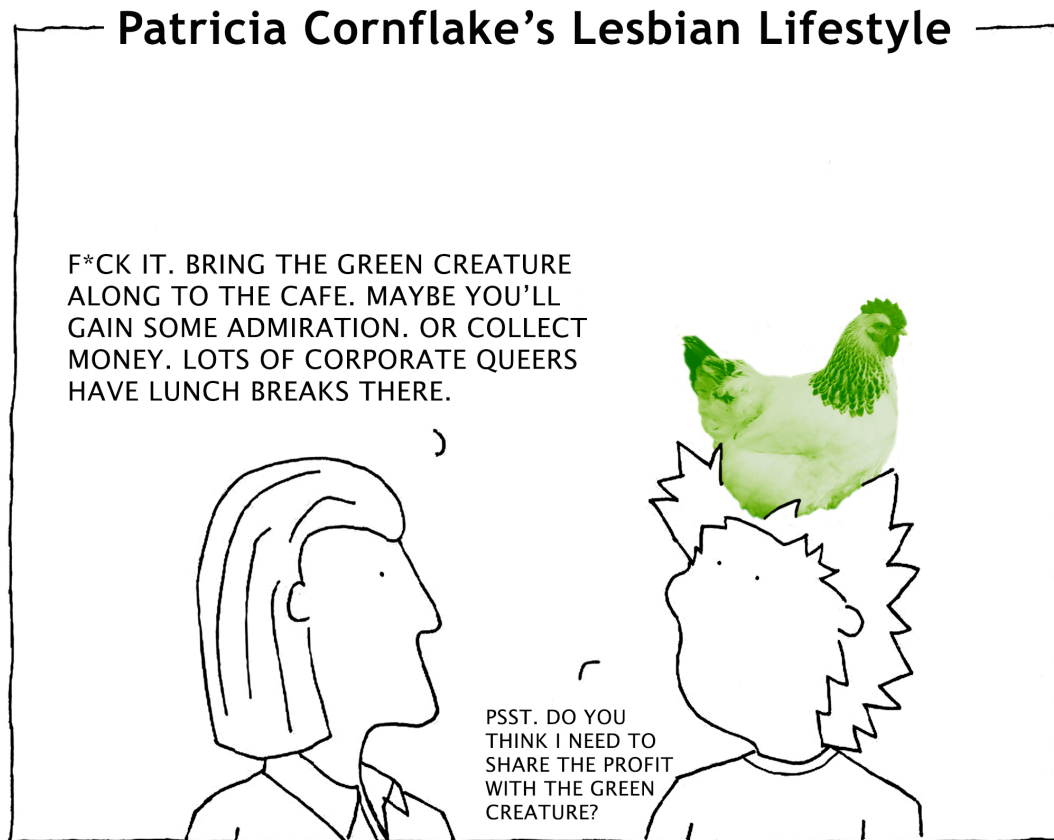 Patricia Cornflake’s Lesbian Lifestyle
F*CK IT. BRING THE GREEN CREATURE
ALONG TO THE CAFE. MAYBE YOU’LL
GAIN SOME ADMIRATION. OR COLLECT
MONEY. LOTS OF CORPORATE QUEERS
HAVE LUNCH BREAKS THERE.
PSST. DO YOU
THINK I NEED TO
SHARE THE PROFIT
WITH THE GREEN
CREATURE?